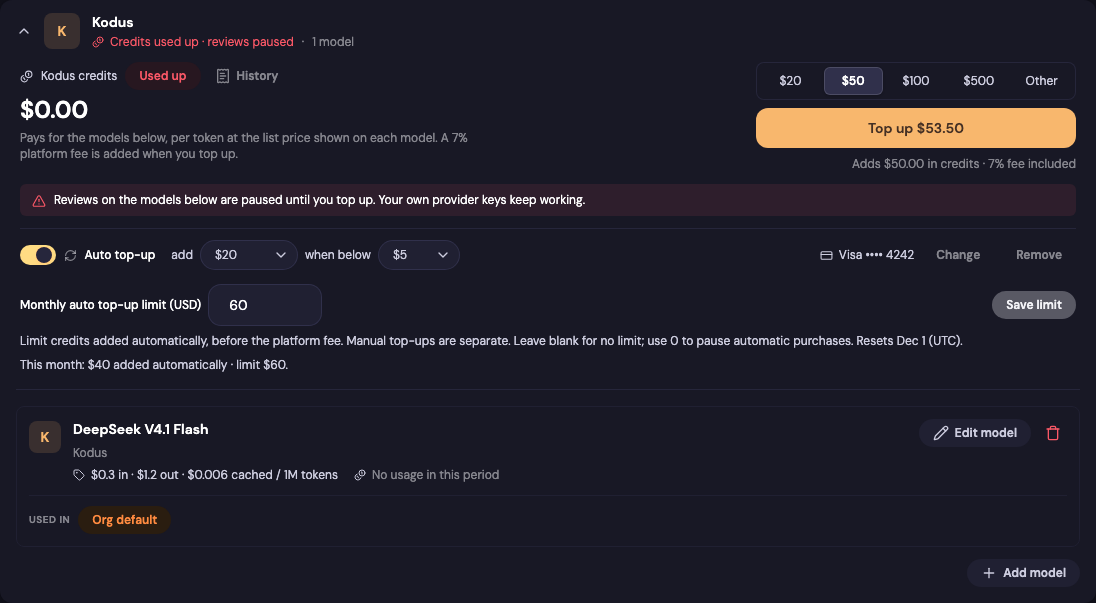 K
Kodus
Credits used up · reviews paused · 1 model
Kodus credits Used up History
$0.00
Pays for the models below, per token at the list price shown on each model. A 7%
platform fee is added when you top up.
$20 $50 $100 $500 Other
Top up $53.50
Adds $50.00 in credits · 7% fee included
Reviews on the models below are paused until you top up. Your own provider keys keep working.
Auto top-up add $20 when below $5 Visa •••• 4242 Change Remove
Monthly auto top-up limit (USD) 60 Save limit
Limit credits added automatically, before the platform fee. Manual top-ups are separate. Leave blank for no limit; use 0 to pause automatic purchases. Resets Dec 1 (UTC).
This month: $40 added automatically · limit $60.
K
DeepSeek V4.1 Flash
Kodus
$0.3 in · $1.2 out · $0.006 cached / 1M tokens No usage in this period
Edit model
USED IN Org default
+ Add model